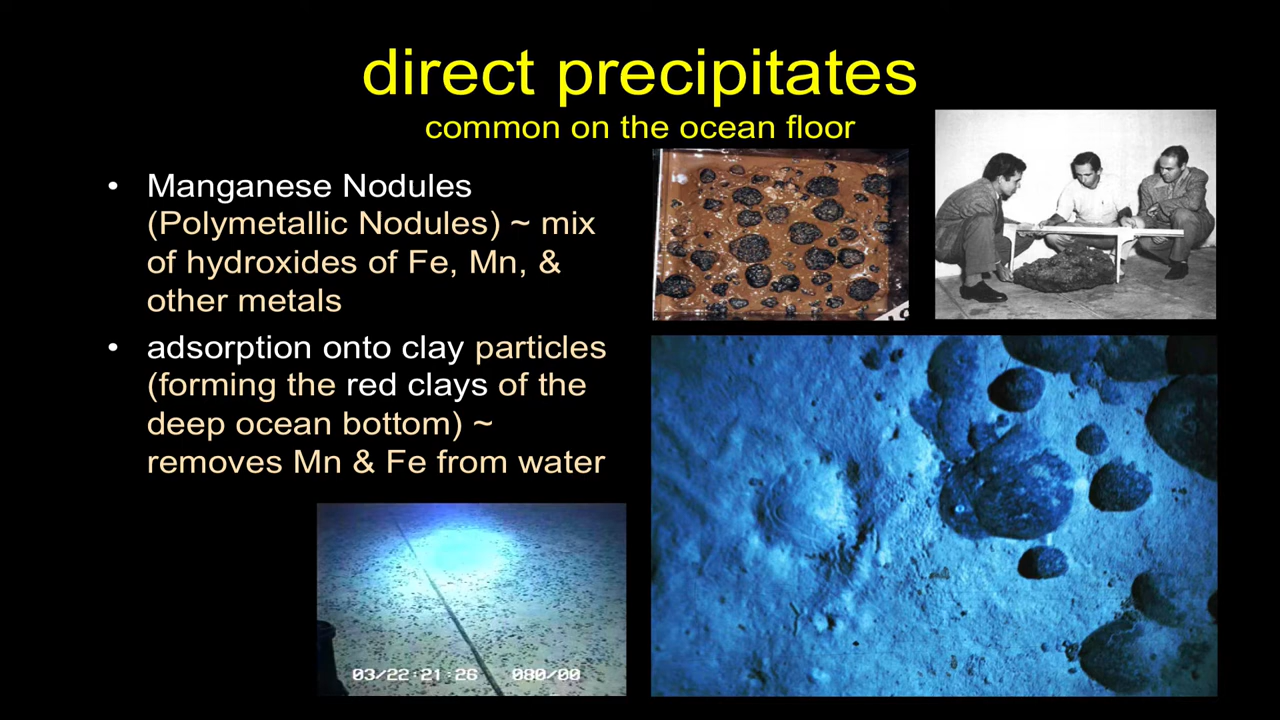 direct precipitates
common on the ocean floor
• Manganese Nodules
(Polymetallic Nodules) ~ mix
of hydroxides of Fe, Mn, &
other metals
• adsorption onto clay particles
(forming the red clays of the
deep ocean bottom) ~
removes Mn & Fe from water
03/22:21:26 080/00